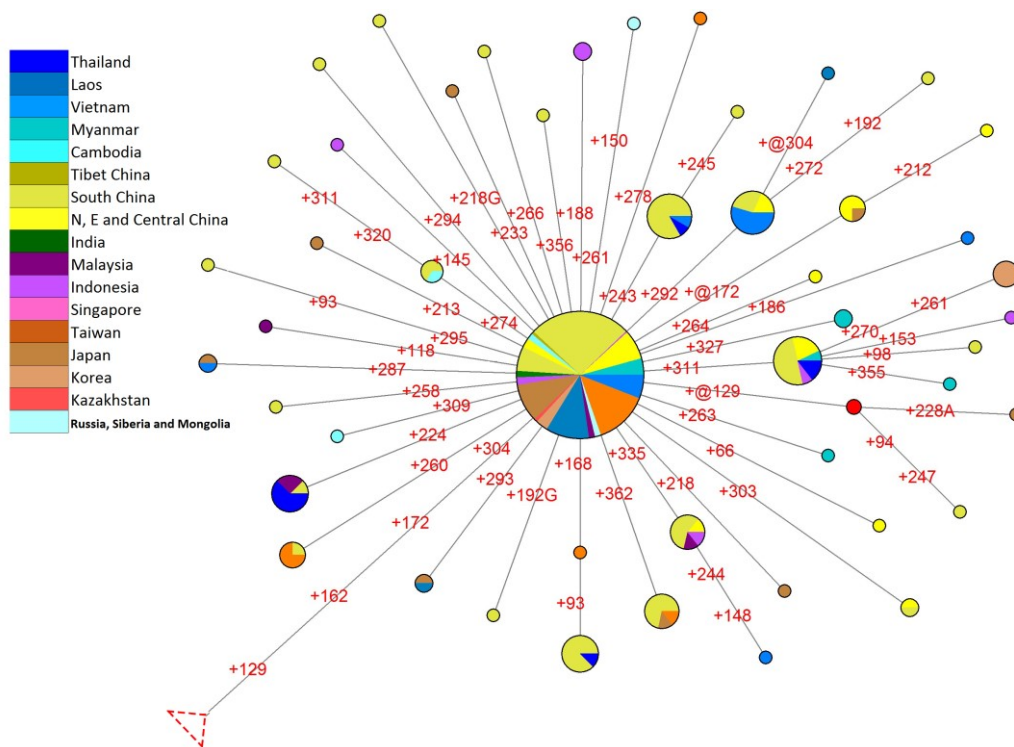 Thailand
Laos
Vietnam
Myanmar
Cambodia
Tibet China
South China
N, E and Central China
India
Malaysia
Indonesia
Singapore
Taiwan
Japan
Korea
Kazakhstan
Russia, Siberia and Mongolia
+150
+192
+@304
+245
+272
+212
+311
+218G
+278
+294
+266
+188
+320
+233
+356
+261
+145
+243
+292
+@172
+261
+93
+213
+274
+264
+186
+270
+153
+295
+327
+98
+118
+311
+355
+287
+@129
+258
+263
+228A
+309
+94
+224
+304
+335
+66
+260
+168
+247
+293
+218
+303
+192G
+362
+172
+244
+162
+93
+148
+129